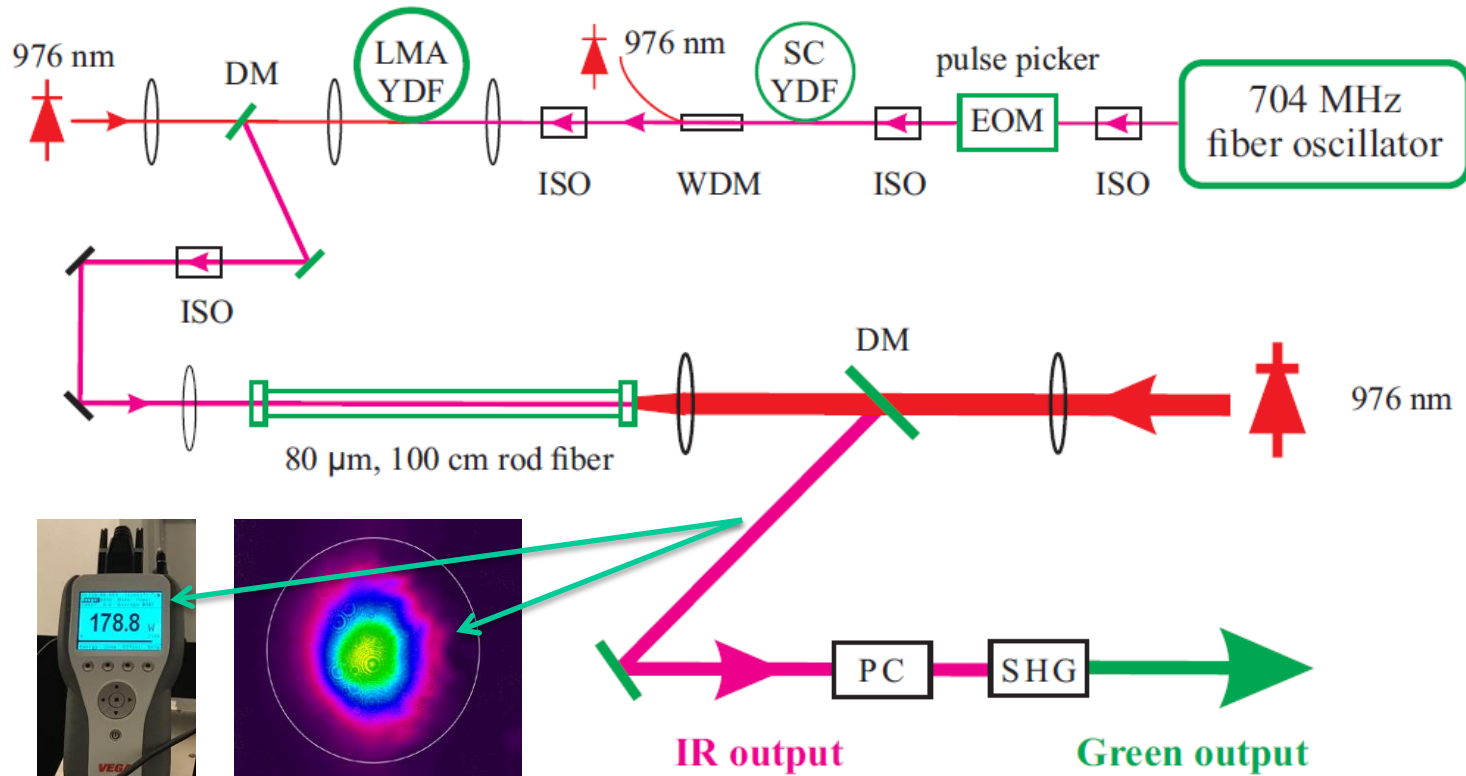 976 nm
DM
LMA
YDF
976 nm
SC
YDF
pulse picker
EOM
704 MHz
fiber oscillator
ISO
WDM
ISO
ISO
ISO
DM
976 nm
80 µm, 100 cm rod fiber
178.8 W
VEGA
PC
SHG
IR output
Green output